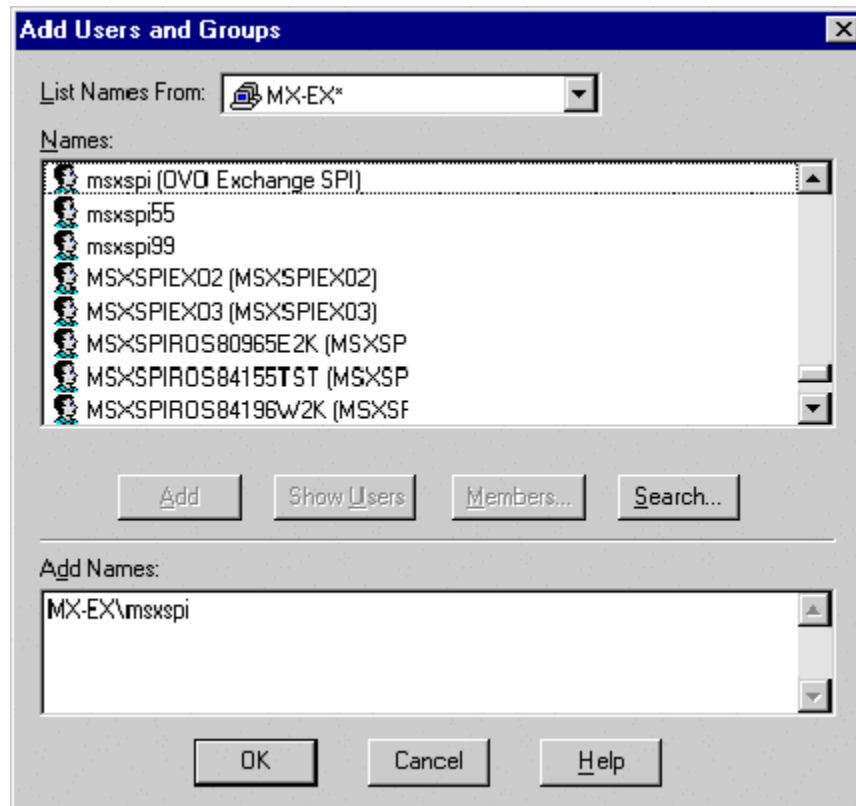 Add Users and Groups
List Names From: MX-EX*
Names:
msxspi (OVO Exchange SPI)
msxspi55
msxspi99
MSXSPIEX02 (MSXSPIEX02)
MSXSPIEX03 (MSXSPIEX03)
MSXSPIROS80965E2K (MSXSP
MSXSPIROS84155TST (MSXSP
MSXSPIROS84196W2K (MSXSF
Add Show Users Members... Search...
Add Names:
MX-EX\msxspi
OK Cancel Help